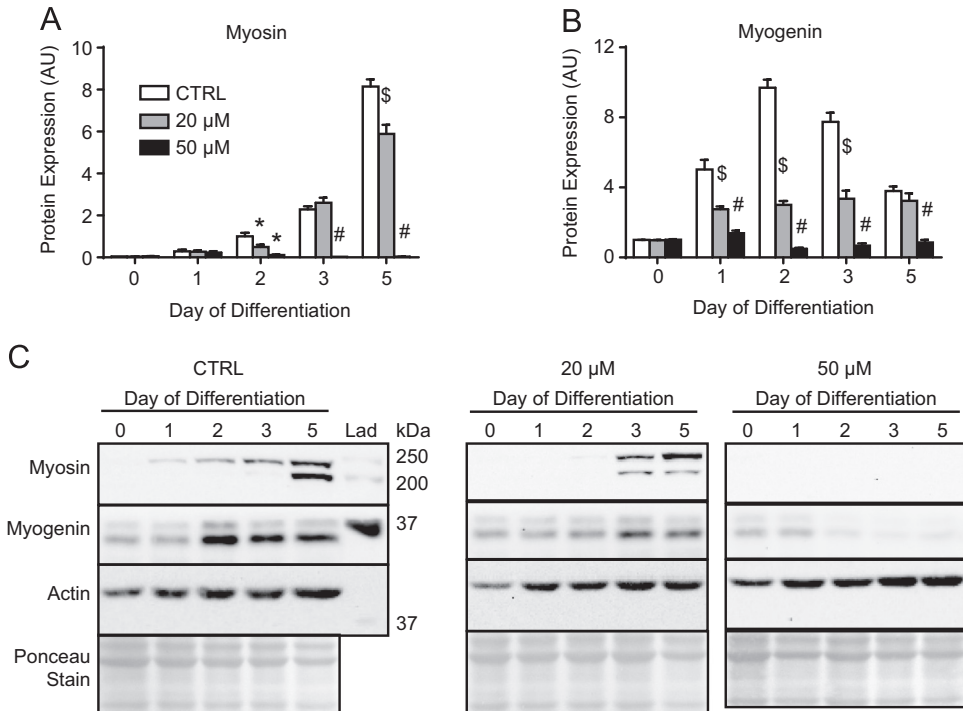 A
Myosin
Protein Expression (AU)
10
8
6
4
2
0
CTRL
20 µM
50 µM
* * # $ #
0 1 2 3 5
Day of Differentiation
B
Myogenin
Protein Expression (AU)
12
8
4
0
$ # $ # $ # #
0 1 2 3 5
Day of Differentiation
C
CTRL
Day of Differentiation
0 1 2 3 5 Lad kDa
20 µM
Day of Differentiation
0 1 2 3 5
50 µM
Day of Differentiation
0 1 2 3 5
Myosin
250
200
Myogenin
37
Actin
37
Ponceau
Stain